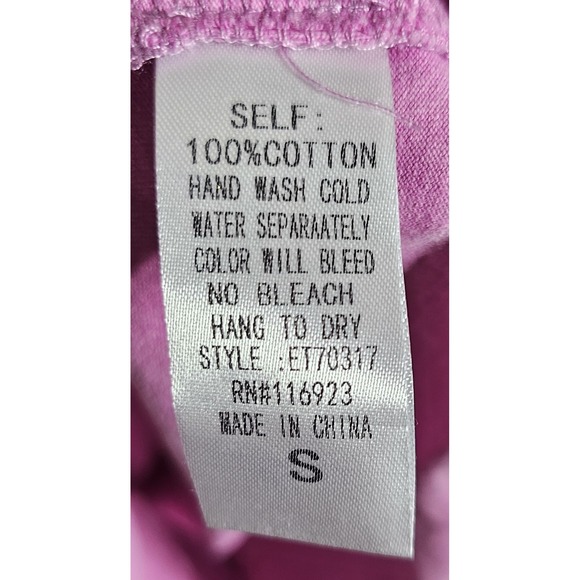 SELF:
100%COTTON
HAND WASH COLD
WATER SEPARAATELY
COLOR WILL BLEED
NO BLEACH
HANG TO DRY
STYLE :ET70317
RN#116923
MADE IN CHINA
S